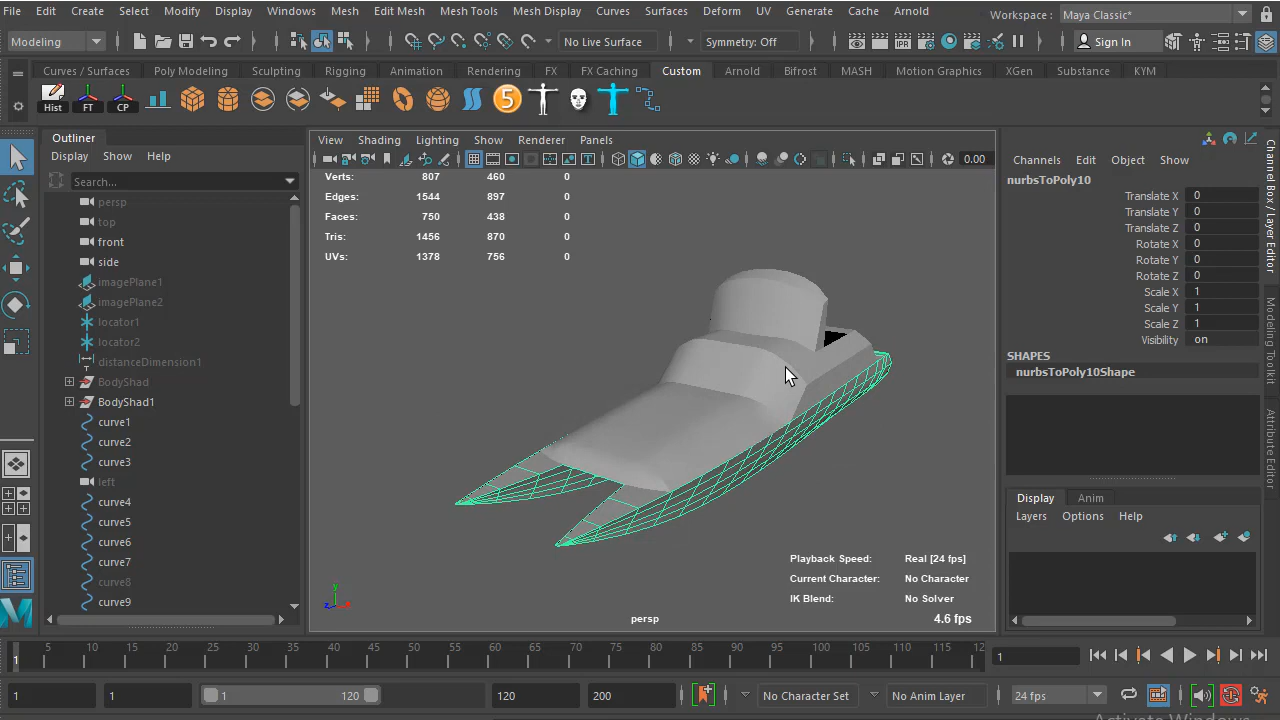 File Edit Create Select Modify Display Windows Mesh Edit Mesh Mesh Tools Mesh Display Curves Surfaces Deform UV Generate Cache Arnold Workspace: Maya Classic*
Modeling No Live Surface Symmetry: Off Sign In
Curves / Surfaces Poly Modeling Sculpting Rigging Animation Rendering FX FX Caching Custom Arnold Bifrost MASH Motion Graphics XGen Substance KYM
Hist FT CP 5
Outliner
Display Show Help
Search...
persp
top
front
side
imagePlane1
imagePlane2
locator1
locator2
distanceDimension1
BodyShad
BodyShad1
curve1
curve2
curve3
left
curve4
curve5
curve6
curve7
curve8
curve9
View Shading Lighting Show Renderer Panels
0.00
Verts: 807 460 0
Edges: 1544 897 0
Faces: 750 438 0
Tris: 1456 870 0
UVs: 1378 756 0
Playback Speed: Real [24 fps]
Current Character: No Character
IK Blend: No Solver
persp
4.6 fps
y
z x
Channels Edit Object Show
nurbsToPoly10
Translate X 0
Translate Y 0
Translate Z 0
Rotate X 0
Rotate Y 0
Rotate Z 0
Scale X 1
Scale Y 1
Scale Z 1
Visibility on
SHAPES
nurbsToPoly10Shape
Display Anim
Layers Options Help
Channel Box / Layer Editor
Modeling Toolkit
Attribute Editor
1 5 10 15 20 25 30 35 40 45 50 55 60 65 70 75 80 85 90 95 100 105 110 115 12
1
1 1 1 120 120 200 No Character Set No Anim Layer 24 fps
Activate Windows